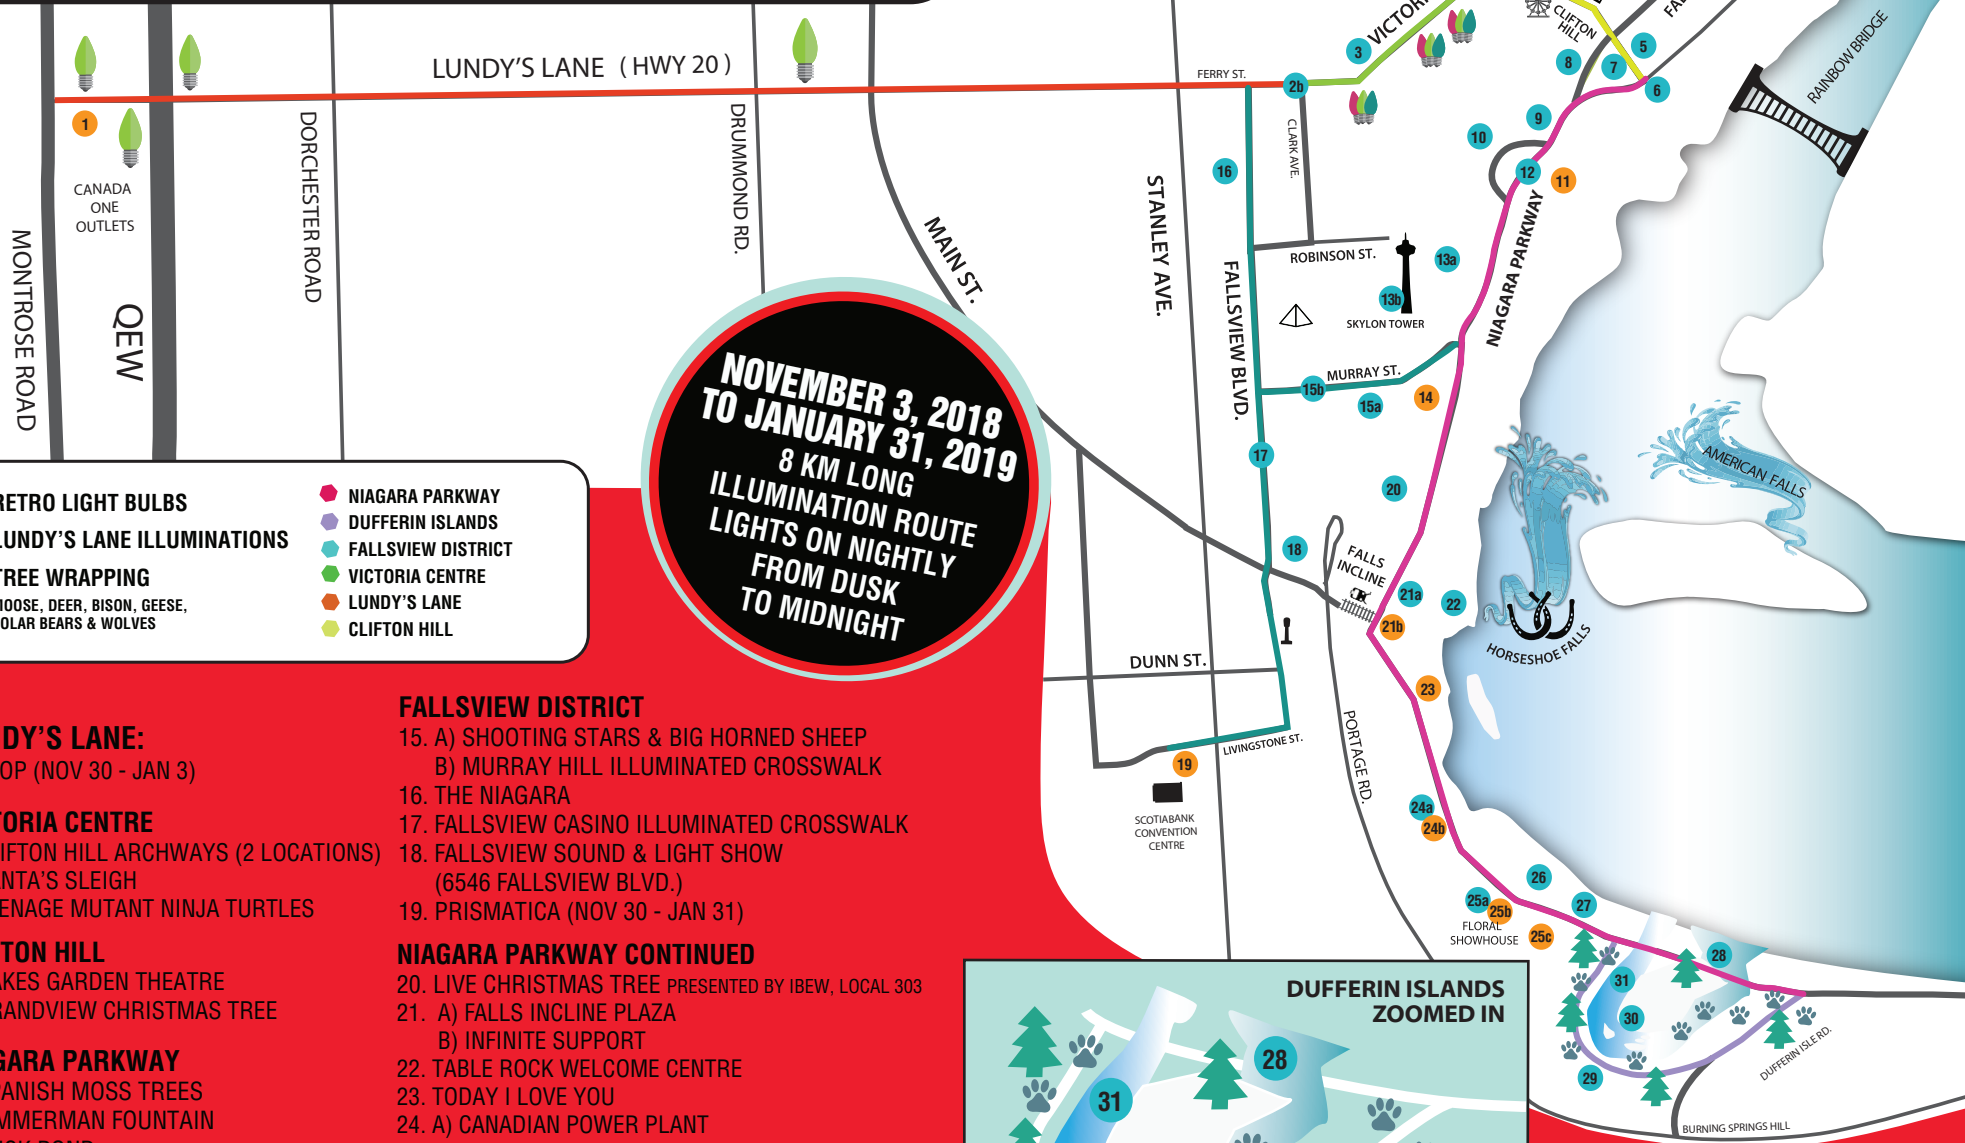 VICTORI
CLIFTON
HILL
FA
RAINBOW BRIDGE
LUNDY'S LANE (HWY 20)
FERRY ST.
3
8
7
5
6
2b
1
9
10
12
11
16
CANADA
ONE
OUTLETS
MONTROSE ROAD
QEW
DORCHESTER ROAD
DRUMMOND RD.
MAIN ST.
STANLEY AVE.
FALLSVIEW BLVD.
CLARK AVE.
ROBINSON ST.
13a
13b
SKYLON TOWER
NIAGARA PARKWAY
MURRAY ST.
15b
15a
14
17
20
18
AMERICAN FALLS
HORSESHOE FALLS
FALLS
INCLINE
21a
22
21b
23
DUNN ST.
PORTAGE RD.
LIVINGSTONE ST.
19
SCOTIABANK
CONVENTION
CENTRE
24a
24b
26
25a
25b
27
FLORAL
SHOWHOUSE
25c
28
31
30
29
DUFFERIN ISLE RD.
BURNING SPRINGS HILL
NOVEMBER 3, 2018
TO JANUARY 31, 2019
8 KM LONG
ILLUMINATION ROUTE
LIGHTS ON NIGHTLY
FROM DUSK
TO MIDNIGHT
RETRO LIGHT BULBS
LUNDY'S LANE ILLUMINATIONS
TREE WRAPPING
MOOSE, DEER, BISON, GEESE,
OLAR BEARS & WOLVES
NIAGARA PARKWAY
DUFFERIN ISLANDS
FALLSVIEW DISTRICT
VICTORIA CENTRE
LUNDY'S LANE
CLIFTON HILL
DY'S LANE:
OP (NOV 30 - JAN 3)
TORIA CENTRE
IFTON HILL ARCHWAYS (2 LOCATIONS)
NTA'S SLEIGH
ENAGE MUTANT NINJA TURTLES
TON HILL
AKES GARDEN THEATRE
RANDVIEW CHRISTMAS TREE
GARA PARKWAY
PANISH MOSS TREES
MMERMAN FOUNTAIN
FALLSVIEW DISTRICT
15. A) SHOOTING STARS & BIG HORNED SHEEP
B) MURRAY HILL ILLUMINATED CROSSWALK
16. THE NIAGARA
17. FALLSVIEW CASINO ILLUMINATED CROSSWALK
18. FALLSVIEW SOUND & LIGHT SHOW
(6546 FALLSVIEW BLVD.)
19. PRISMATICA (NOV 30 - JAN 31)
NIAGARA PARKWAY CONTINUED
20. LIVE CHRISTMAS TREE PRESENTED BY IBEW, LOCAL 303
21. A) FALLS INCLINE PLAZA
B) INFINITE SUPPORT
22. TABLE ROCK WELCOME CENTRE
23. TODAY I LOVE YOU
24. A) CANADIAN POWER PLANT
DUFFERIN ISLANDS
ZOOMED IN
28
31